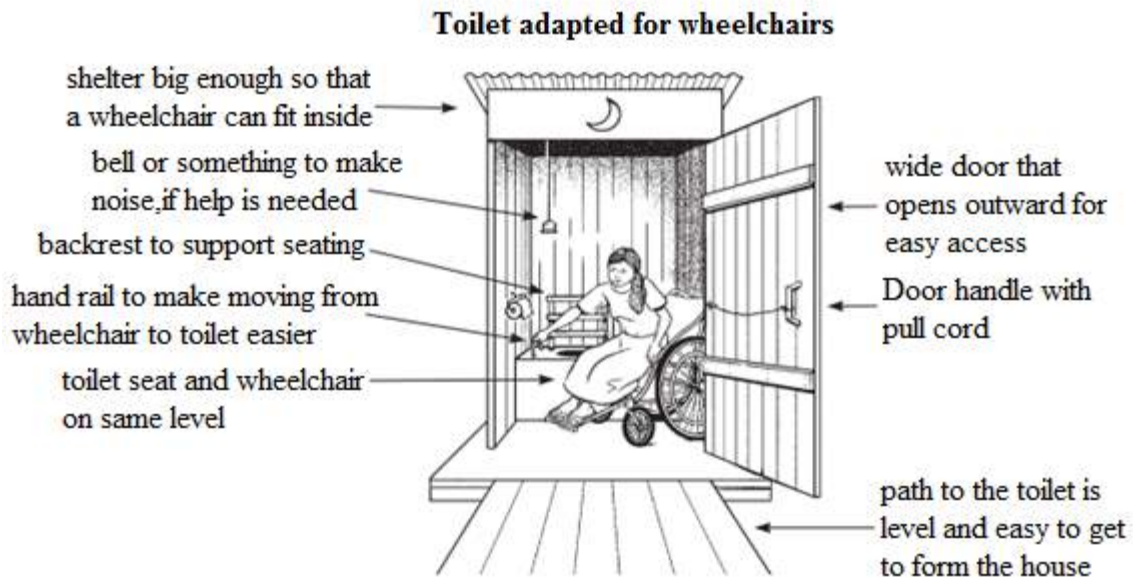 Toilet adapted for wheelchairs
shelter big enough so that
a wheelchair can fit inside
bell or something to make
noise,if help is needed
backrest to support seating
hand rail to make moving from
wheelchair to toilet easier
toilet seat and wheelchair
on same level
wide door that
opens outward for
easy access
Door handle with
pull cord
path to the toilet is
level and easy to get
to form the house